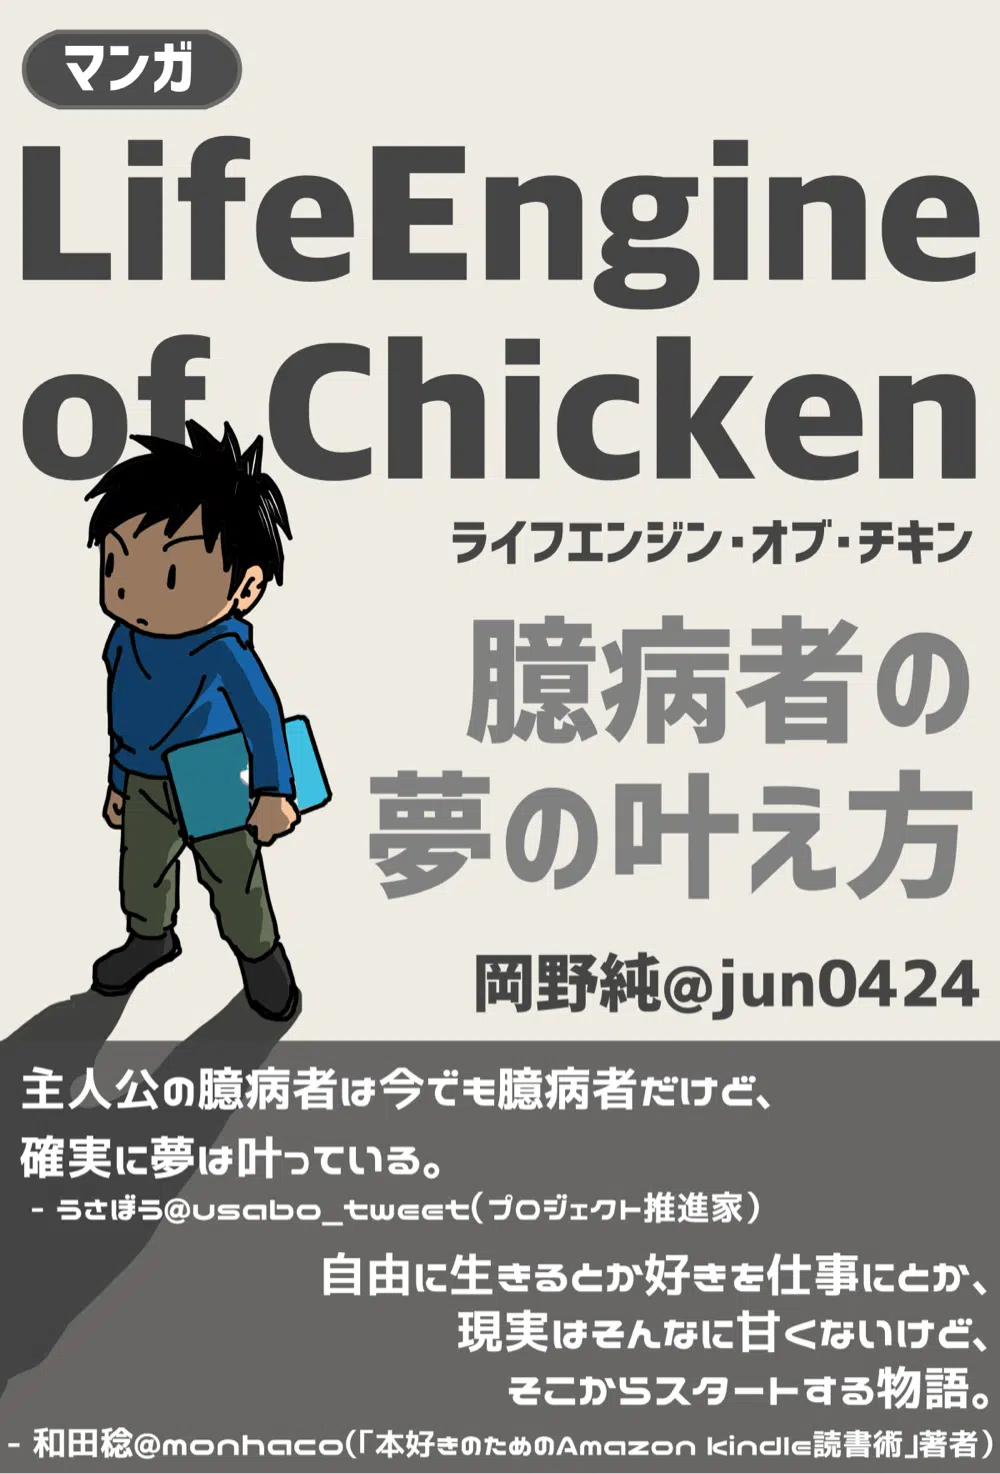 マンガ
LifeEngine
of Chicken
ライフエンジン・オブ・チキン
臆病者の
夢の叶え方
岡野純@jun0424
主人公の臆病者は今でも臆病者だけど、
確実に夢は叶っている。
- うさぼう@usabo_tweet(プロジェクト推進家)
自由に生きるとか好きを仕事にとか、
現実はそんなに甘くないけど、
そこからスタートする物語。
- 和田稔@monhaco(「本好きのためのAmazon Kindle読書術」著者)